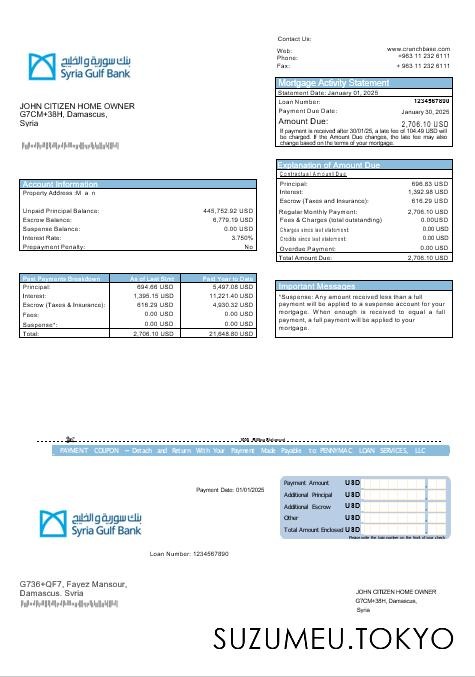 Contact Us:
Web: www.crunchbase.com
Phone: +963 11 232 6111
Fax: + 963 11 232 6111
بنك سورية و الخليج
Syria Gulf Bank
JOHN CITIZEN HOME OWNER
G7CM+38H, Damascus,
Syria
Mortgage Activity Statement
Statement Date: January 01, 2025
Loan Number: 1234567890
Payment Due Date: January 30, 2025
Amount Due: 2,706.10 USD
If payment is received after 30/01/25, a late fee of 104.49 USD will
be charged. If the Amount Due changes, the late fee may also
change based on the terms of your mortgage.
Account Information
Property Address :M a n
Unpaid Principal Balance: 445,752.92 USD
Escrow Balance: 6,779.19 USD
Suspense Balance: 0.00 USD
Interest Rate: 3.750%
Prepayment Penalty: No
Explanation of Amount Due
Contractual Amount Due
Principal: 696.83 USD
Interest: 1,392.98 USD
Escrow (Taxes and Insurance): 616.29 USD
Regular Monthly Payment: 2,706.10 USD
Fees & Charges (total outstanding) 0.00USD
Charges since last statement: 0.00 USD
Credits since last statement: 0.00 USD
Overdue Payment: 0.00 USD
Total Amount Due: 2,706.10 USD
Past Payments Breakdown As of Last Stmt Paid Year to Date
Principal: 694.66 USD 5,497.08 USD
Interest: 1,395.15 USD 11,221.40 USD
Escrow (Taxes & Insurance): 616.29 USD 4,930.32 USD
Fees: 0.00 USD 0.00 USD
Suspense*: 0.00 USD 0.00 USD
Total: 2,706.10 USD 21,648.80 USD
Important Messages
*Suspense: Any amount received less than a full
payment will be applied to a suspense account for your
mortgage. When enough is received to equal a full
payment, a full payment will be applied to your
mortgage.
PAYMENT COUPON – Detach and Return With Your Payment Made Payable to: PENNYMAC LOAN SERVICES, LLC
Payment Date: 01/01/2025
Payment Amount USD
Additional Principal USD
Additional Escrow USD
Other USD
Total Amount Enclosed USD
Please write the loan number on the front of your check
بنك سورية و الخليج
Syria Gulf Bank
Loan Number: 1234567890
G736+QF7, Fayez Mansour,
Damascus. Syria
JOHN CITIZEN HOME OWNER
G7CM+38H, Damascus,
Syria
SUZUMEU.TOKYO